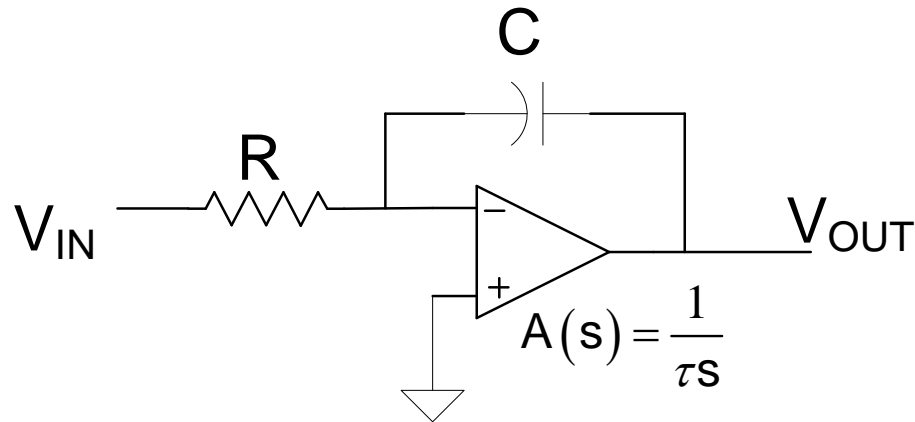 C
R
V_IN
−
V_OUT
+
A(s) = 1/τs